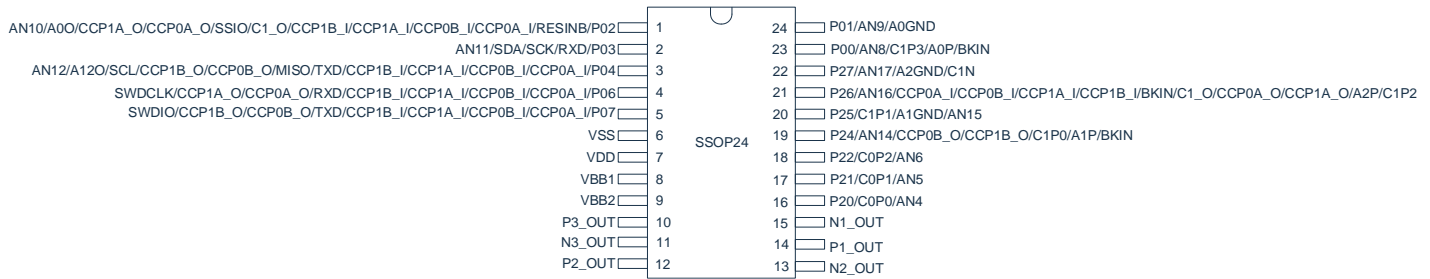 AN10/A0O/CCP1A_O/CCP0A_O/SSIO/C1_O/CCP1B_I/CCP1A_I/CCP0B_I/CCP0A_I/RESINB/P02 1 24 P01/AN9/A0GND
AN11/SDA/SCK/RXD/P03 2 23 P00/AN8/C1P3/A0P/BKIN
AN12/A12O/SCL/CCP1B_O/CCP0B_O/MISO/TXD/CCP1B_I/CCP1A_I/CCP0B_I/CCP0A_I/P04 3 22 P27/AN17/A2GND/C1N
SWDCLK/CCP1A_O/CCP0A_O/RXD/CCP1B_I/CCP1A_I/CCP0B_I/CCP0A_I/P06 4 21 P26/AN16/CCP0A_I/CCP0B_I/CCP1A_I/CCP1B_I/BKIN/C1_O/CCP0A_O/CCP1A_O/A2P/C1P2
SWDIO/CCP1B_O/CCP0B_O/TXD/CCP1B_I/CCP1A_I/CCP0B_I/CCP0A_I/P07 5 20 P25/C1P1/A1GND/AN15
VSS 6 19 P24/AN14/CCP0B_O/CCP1B_O/C1P0/A1P/BKIN
SSOP24
VDD 7 18 P22/C0P2/AN6
VBB1 8 17 P21/C0P1/AN5
VBB2 9 16 P20/C0P0/AN4
P3_OUT 10 15 N1_OUT
N3_OUT 11 14 P1_OUT
P2_OUT 12 13 N2_OUT